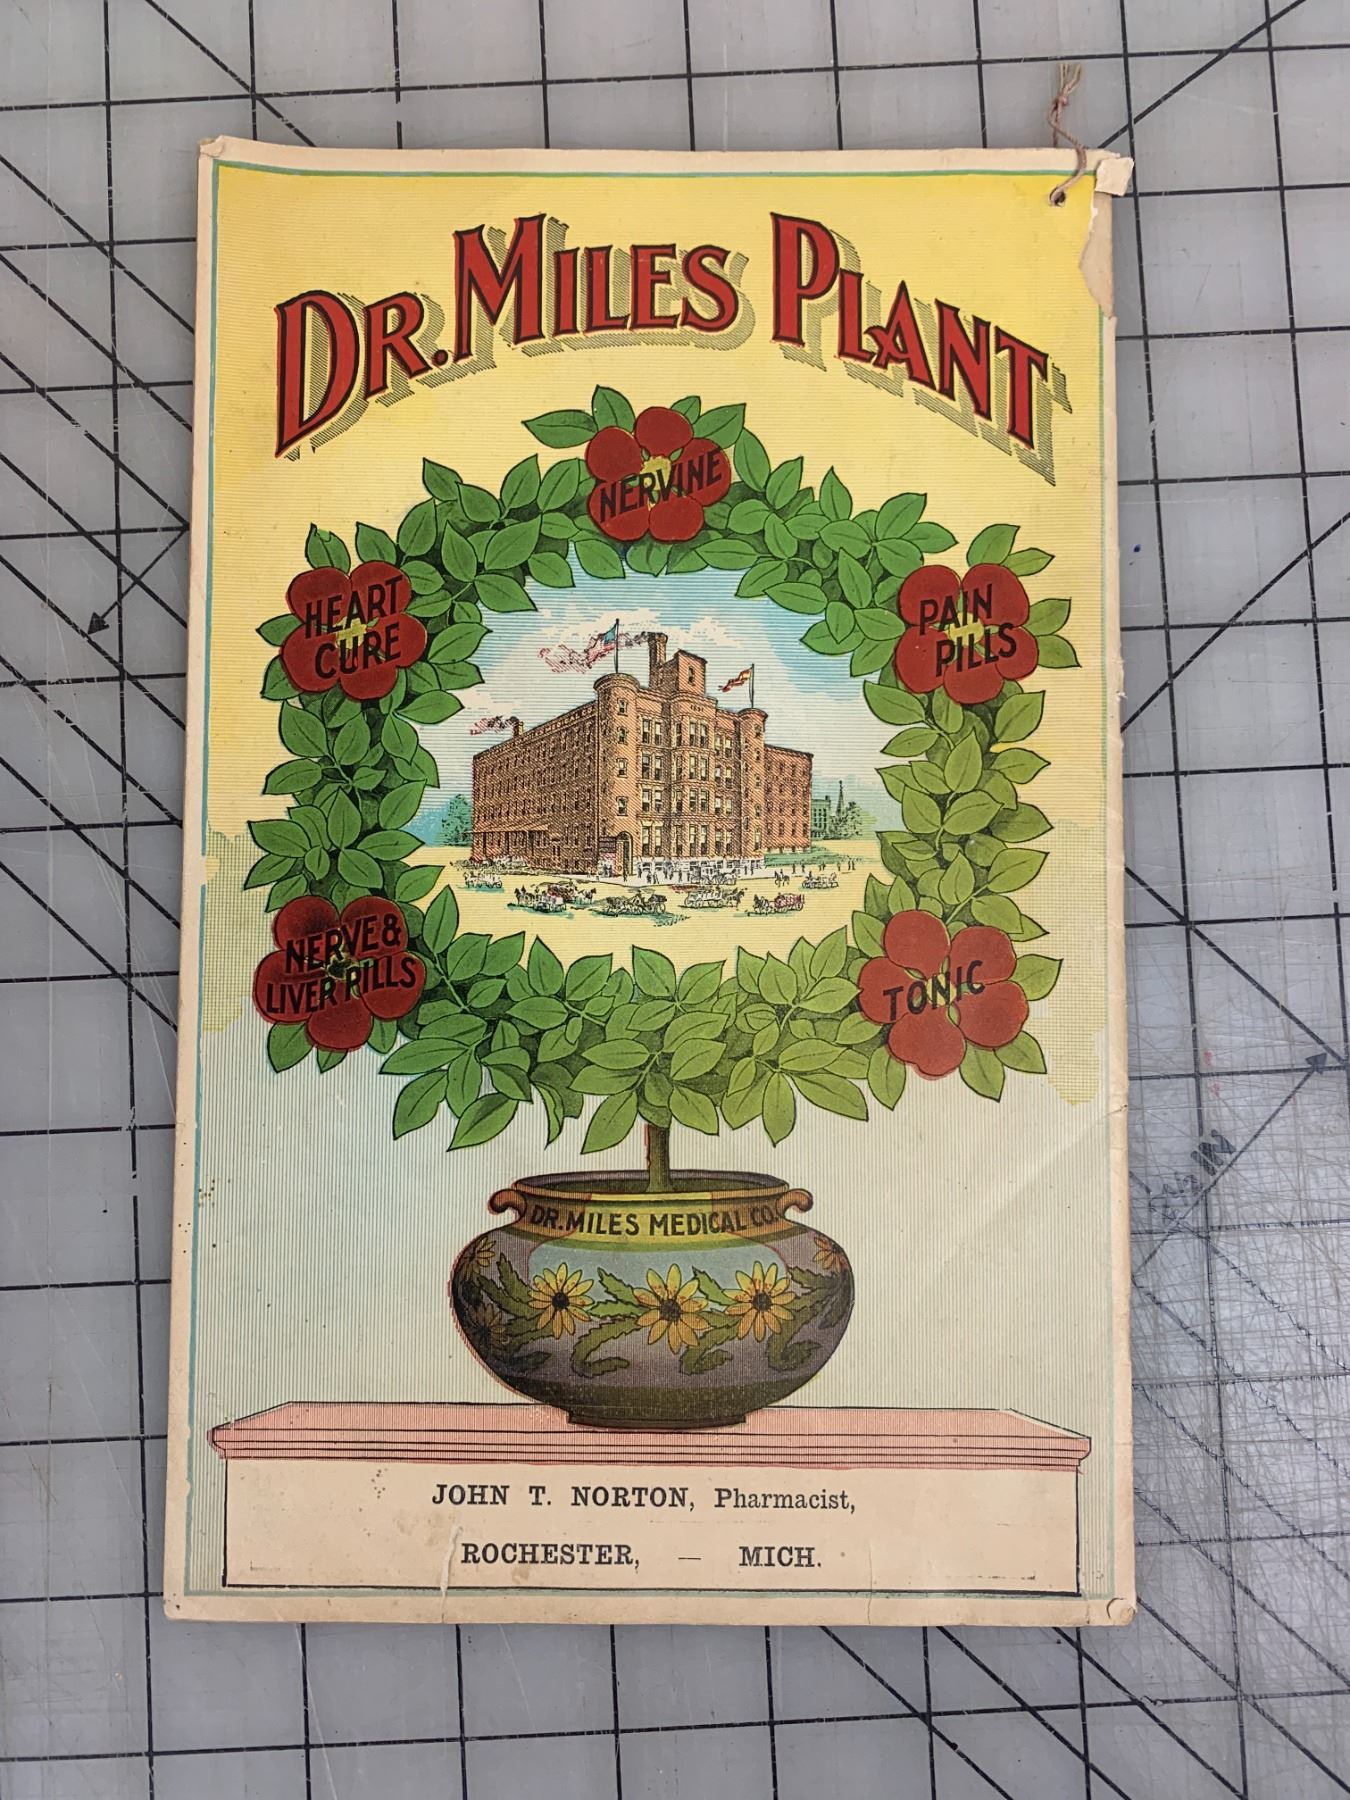 DR. MILES PLANT
NERVINE
HEART
CURE
PAIN
PILLS
NERVE &
LIVER PILLS
TONIC
DR. MILES MEDICAL CO.
JOHN T. NORTON, Pharmacist,
ROCHESTER, — MICH.